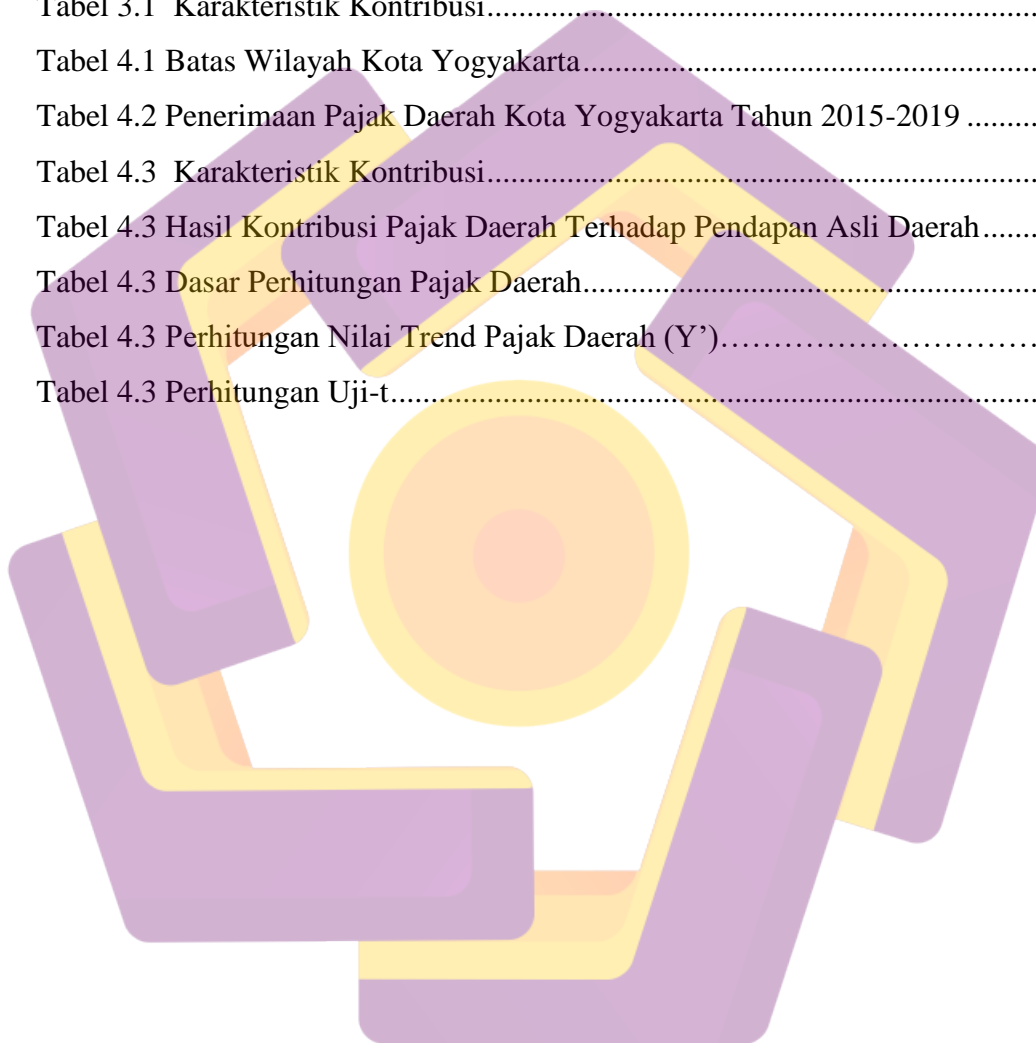 Tabel 3.1  Karakteristik Kontribusi...............................................................
Tabel 4.1 Batas Wilayah Kota Yogyakarta...................................................
Tabel 4.2 Penerimaan Pajak Daerah Kota Yogyakarta Tahun 2015-2019 .........
Tabel 4.3  Karakteristik Kontribusi...............................................................
Tabel 4.3 Hasil Kontribusi Pajak Daerah Terhadap Pendapan Asli Daerah.......
Tabel 4.3 Dasar Perhitungan Pajak Daerah...................................................
Tabel 4.3 Perhitungan Nilai Trend Pajak Daerah (Y’)…………………………
Tabel 4.3 Perhitungan Uji-t..........................................................................